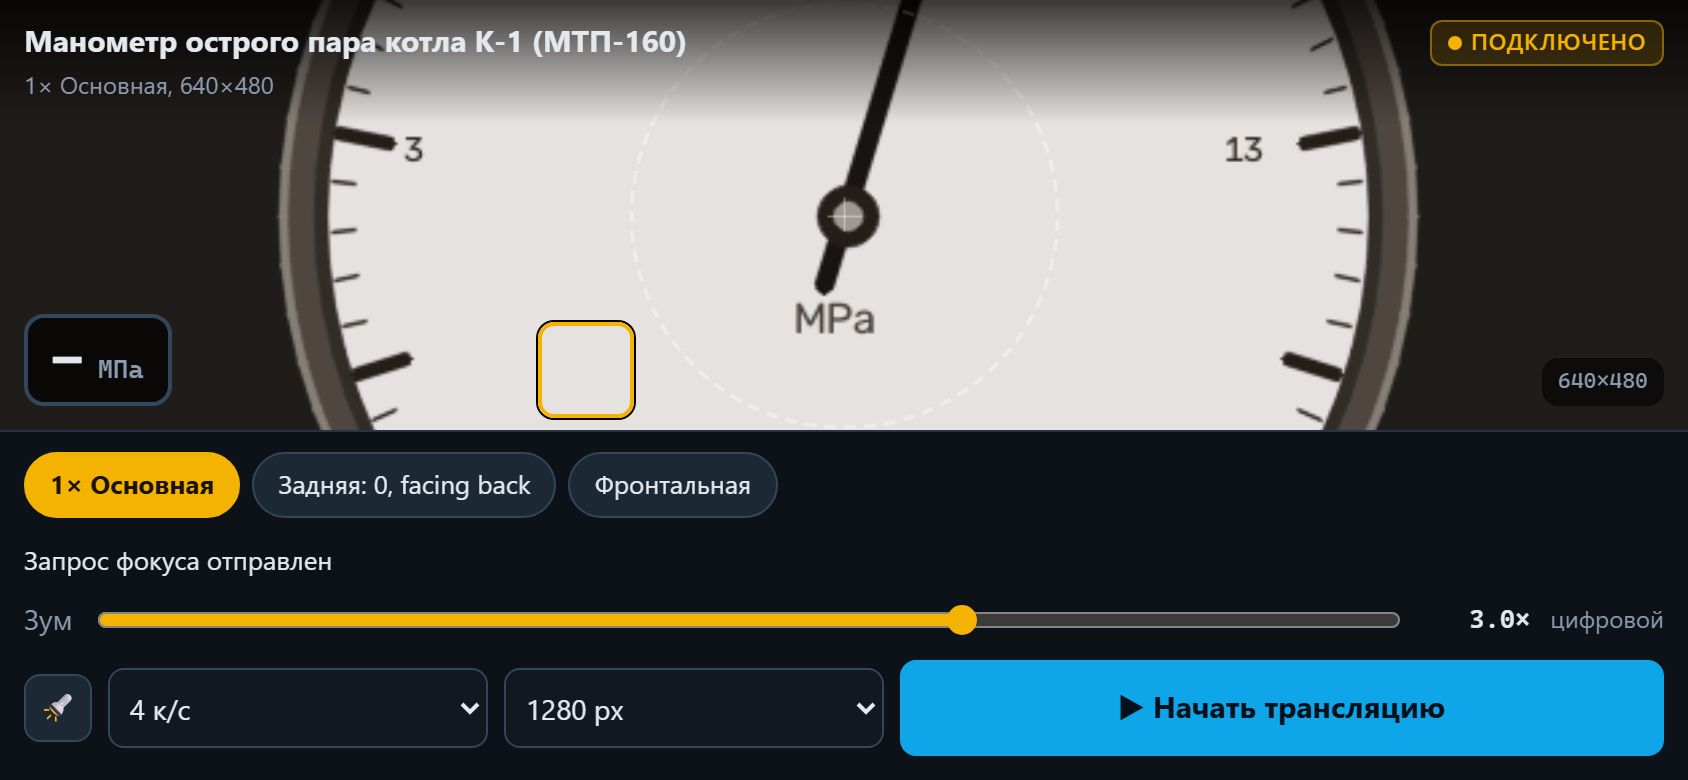 Манометр острого пара котла К-1 (МТП-160)
ПОДКЛЮЧЕНО
1× Основная, 640×480
3
13
MPa
– МПа
640×480
1× Основная
Задняя: 0, facing back
Фронтальная
Запрос фокуса отправлен
Зум
3.0× цифровой
4 к/с
1280 px
▶ Начать трансляцию